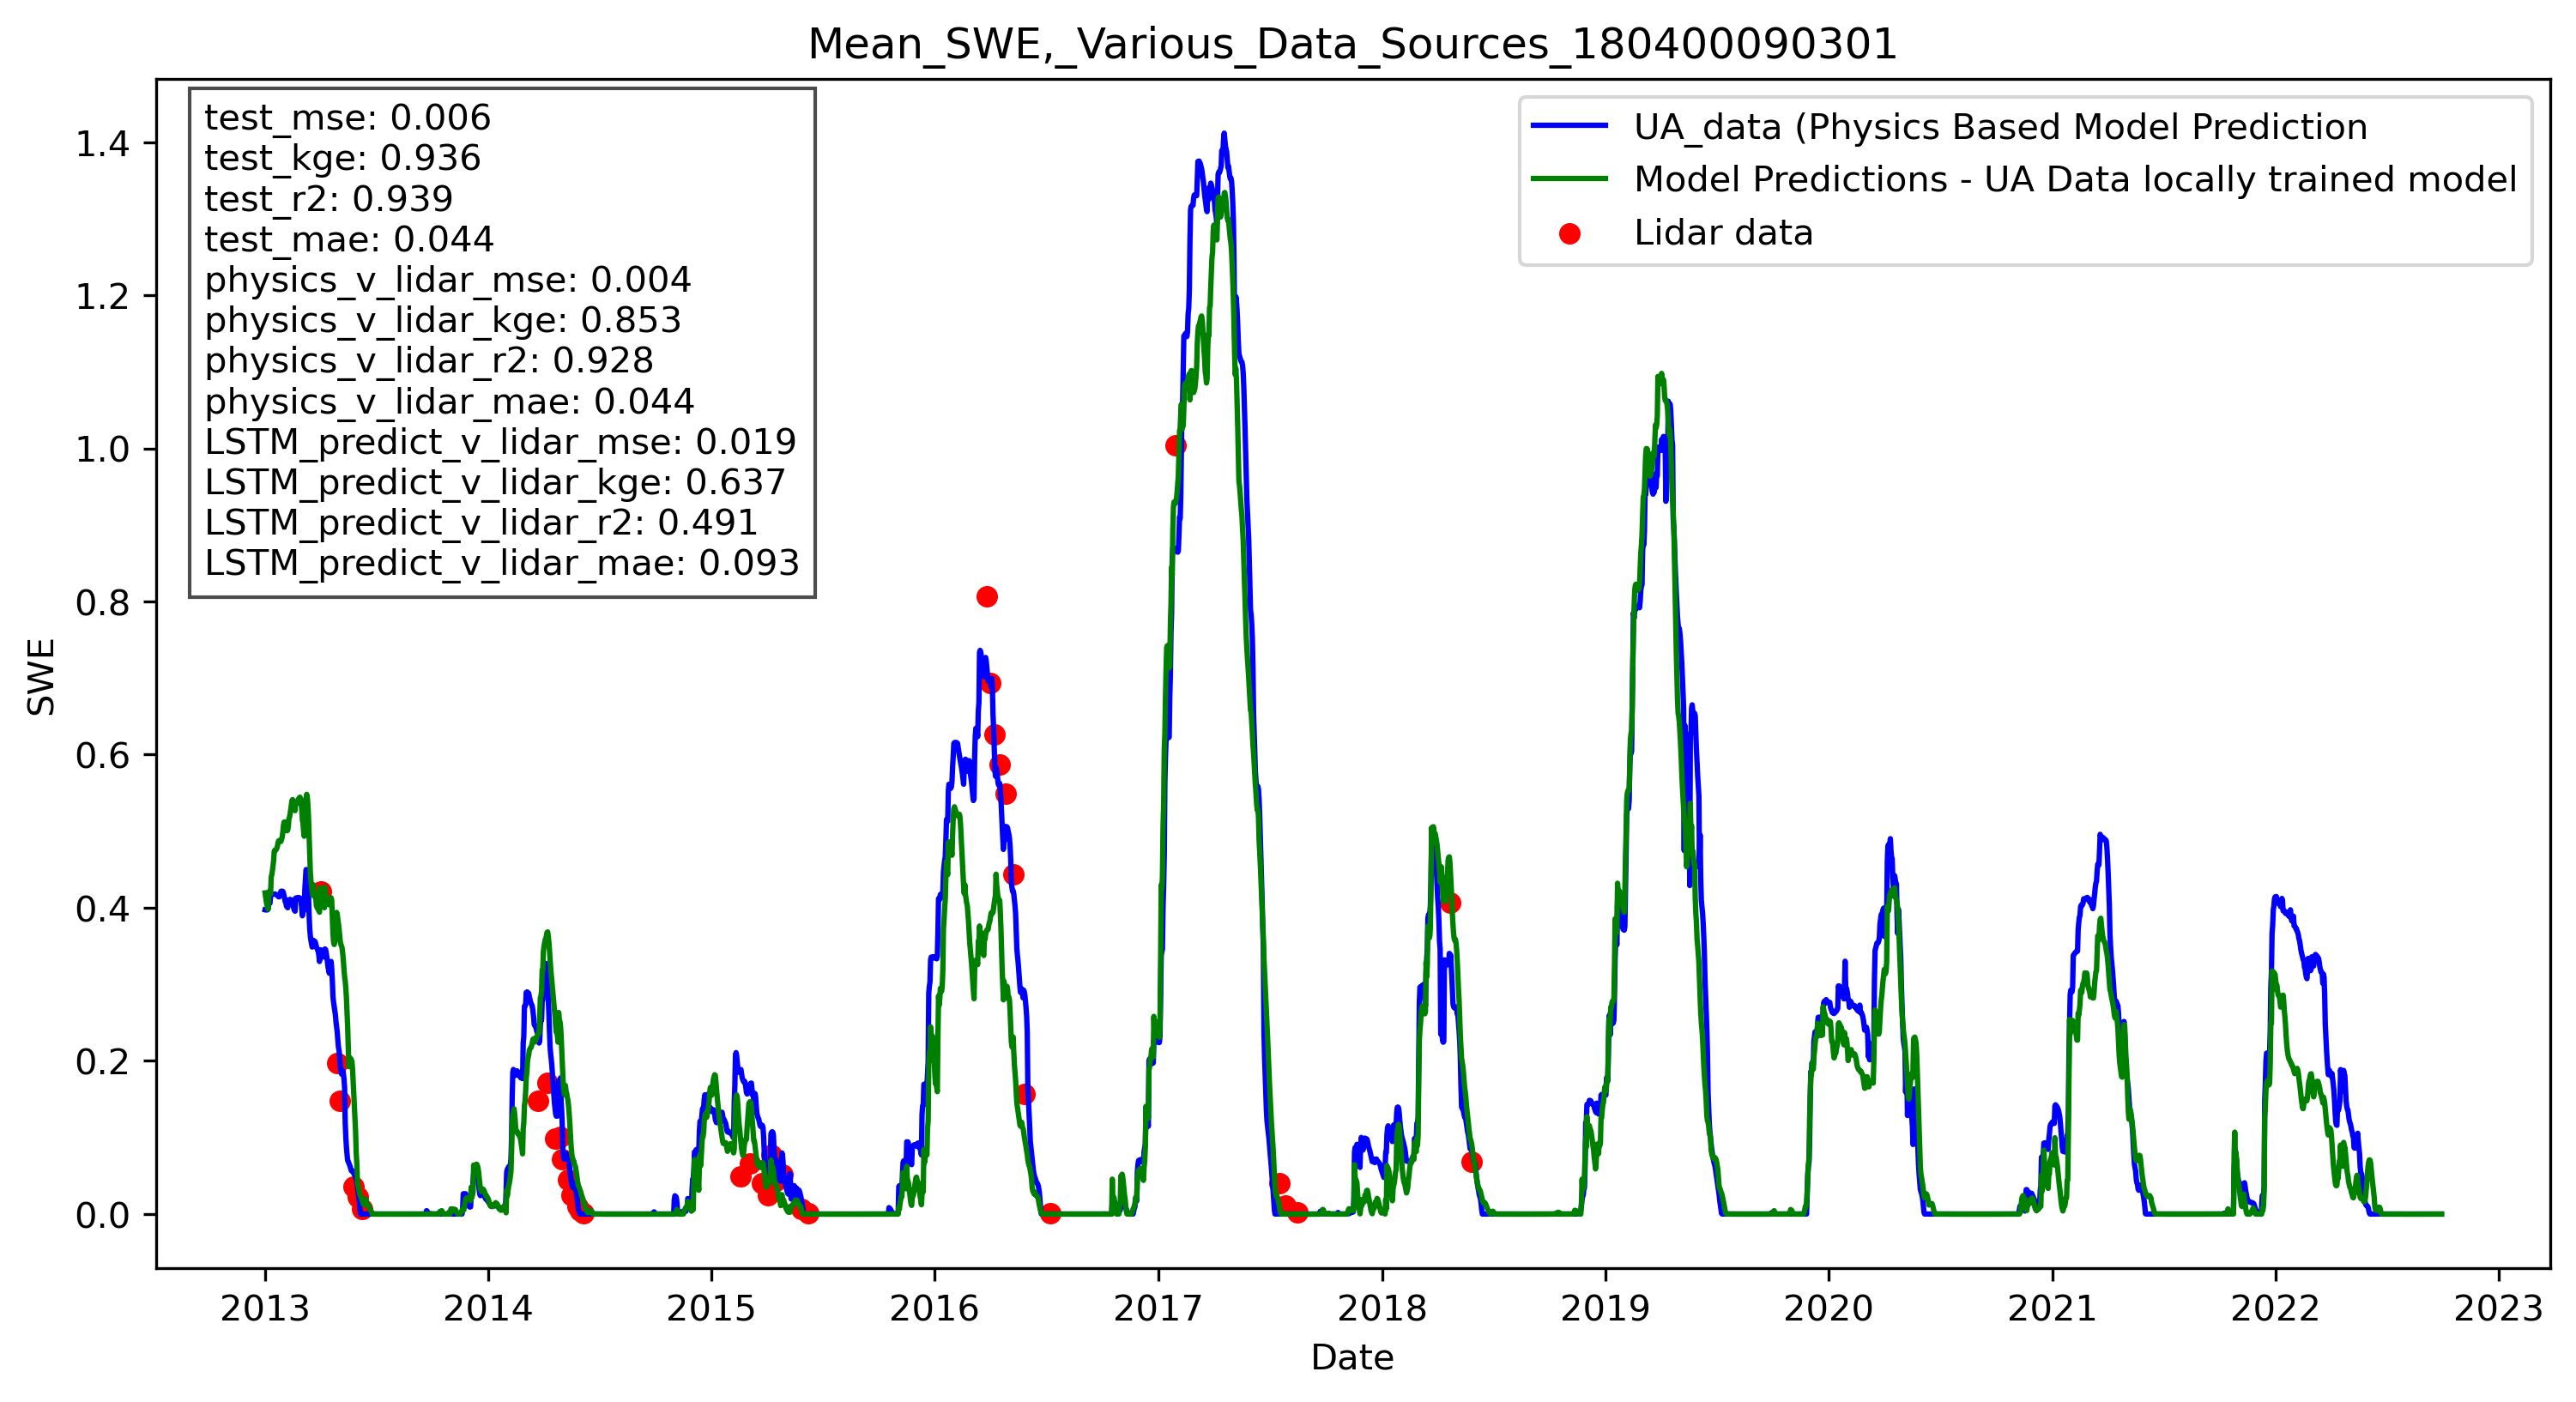 Mean_SWE,_Various_Data_Sources_180400090301
test_mse: 0.006
test_kge: 0.936
test_r2: 0.939
test_mae: 0.044
physics_v_lidar_mse: 0.004
physics_v_lidar_kge: 0.853
physics_v_lidar_r2: 0.928
physics_v_lidar_mae: 0.044
LSTM_predict_v_lidar_mse: 0.019
LSTM_predict_v_lidar_kge: 0.637
LSTM_predict_v_lidar_r2: 0.491
LSTM_predict_v_lidar_mae: 0.093
UA_data (Physics Based Model Prediction
Model Predictions - UA Data locally trained model
Lidar data
1.4
1.2
1.0
0.8
0.6
0.4
0.2
0.0
SWE
2013 2014 2015 2016 2017 2018 2019 2020 2021 2022 2023
Date